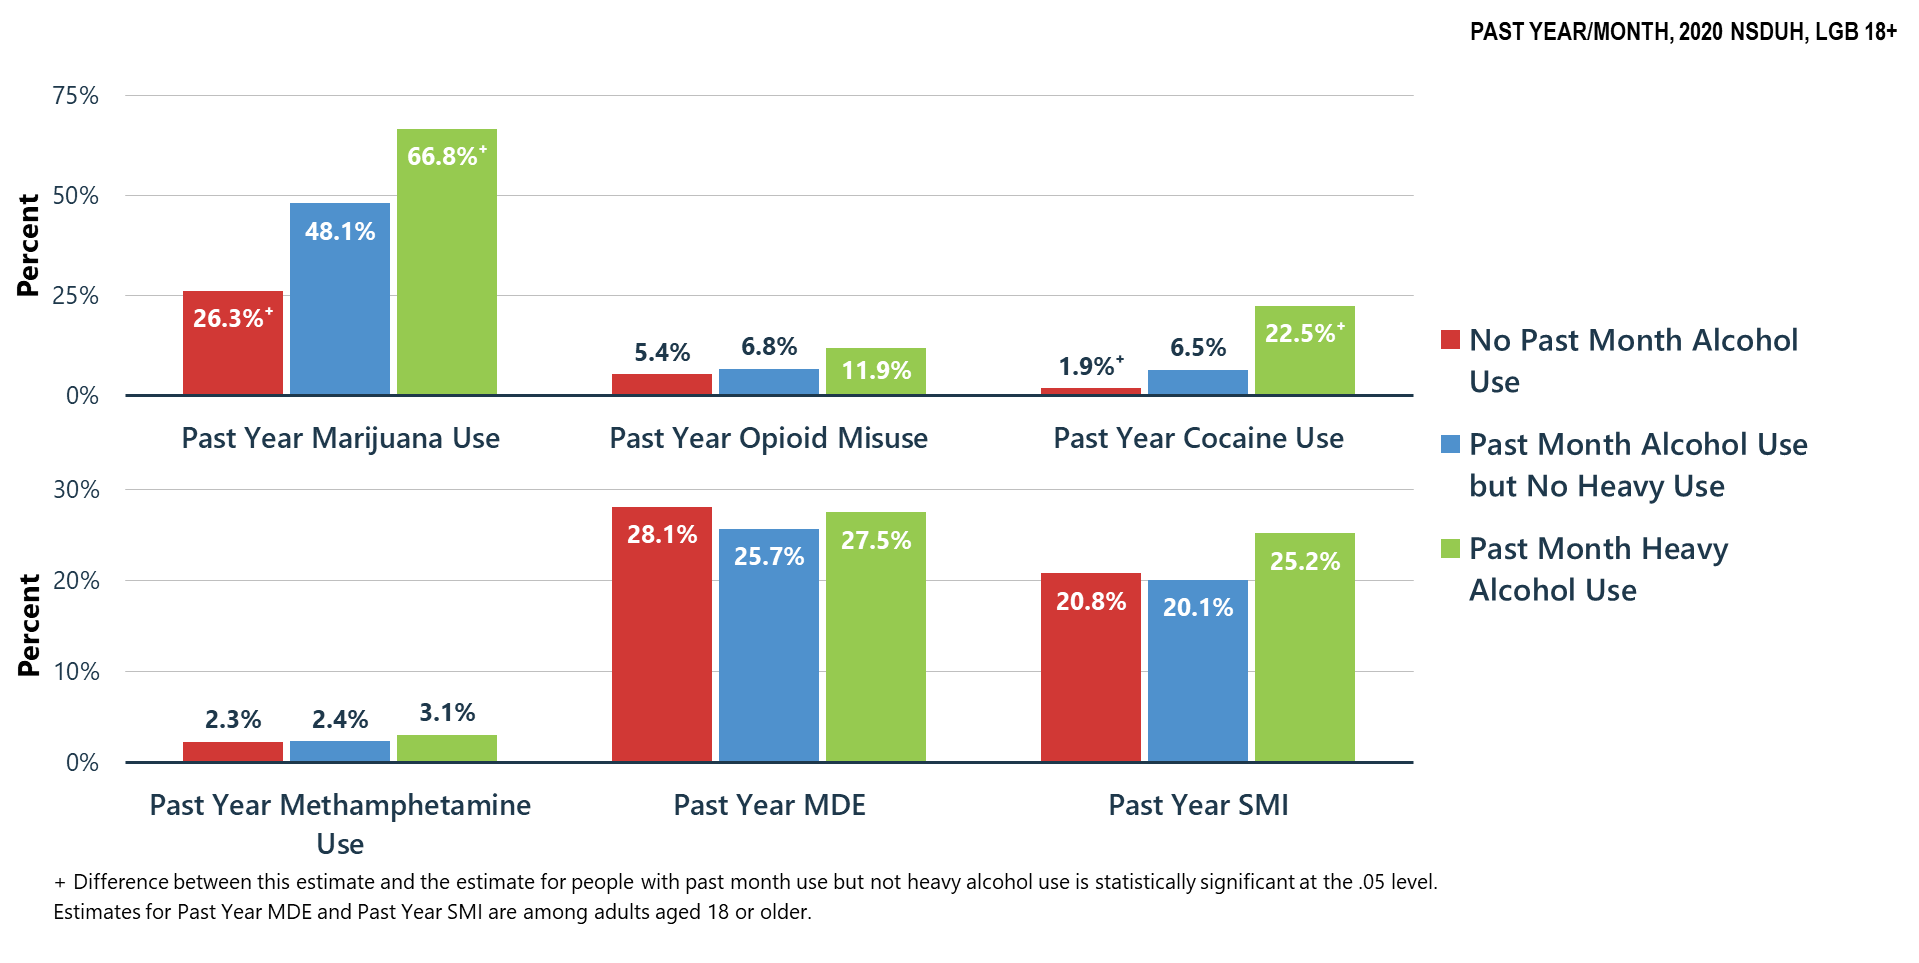 PAST YEAR/MONTH, 2020 NSDUH, LGB 18+
75%
50%
25%
0%
Percent
26.3%+
48.1%
66.8%+
5.4%
6.8%
11.9%
1.9%+
6.5%
22.5%+
Past Year Marijuana Use
Past Year Opioid Misuse
Past Year Cocaine Use
30%
20%
10%
0%
Percent
2.3%
2.4%
3.1%
28.1%
25.7%
27.5%
20.8%
20.1%
25.2%
Past Year Methamphetamine
Use
Past Year MDE
Past Year SMI
No Past Month Alcohol
Use
Past Month Alcohol Use
but No Heavy Use
Past Month Heavy
Alcohol Use
+ Difference between this estimate and the estimate for people with past month use but not heavy alcohol use is statistically significant at the .05 level.
Estimates for Past Year MDE and Past Year SMI are among adults aged 18 or older.